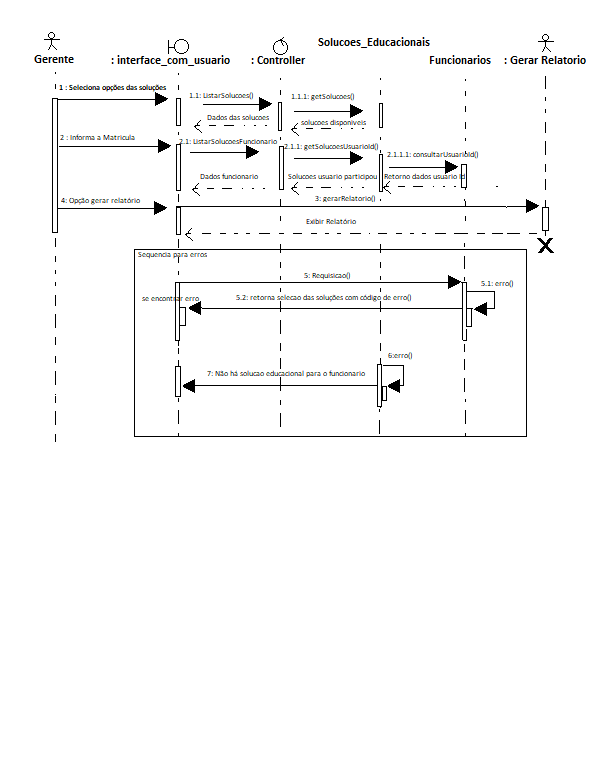 Solucoes_Educacionais
Gerente
: interface_com_usuario
: Controller
Funcionarios
: Gerar Relatorio
1 : Seleciona opções das soluções
1.1: ListarSolucoes()
1.1.1: getSolucoes()
Dados das solucoes
solucoes disponiveis
2 : Informa a Matricula
2.1: ListarSolucoesFuncionario
2.1.1: getSolucoesUsuarioId()
2.1.1.1: consultarUsuarioId()
Dados funcionario
Solucoes usuario participou
Retorno dados usuario Id
4: Opção gerar relatório
3: gerarRelatorio()
Exibir Relatório
Sequencia para erros
5: Requisicao()
5.1: erro()
se encontrar erro
5.2: retorna selecao das soluções com código de erro()
6:erro()
7: Não há solucao educacional para o funcionario